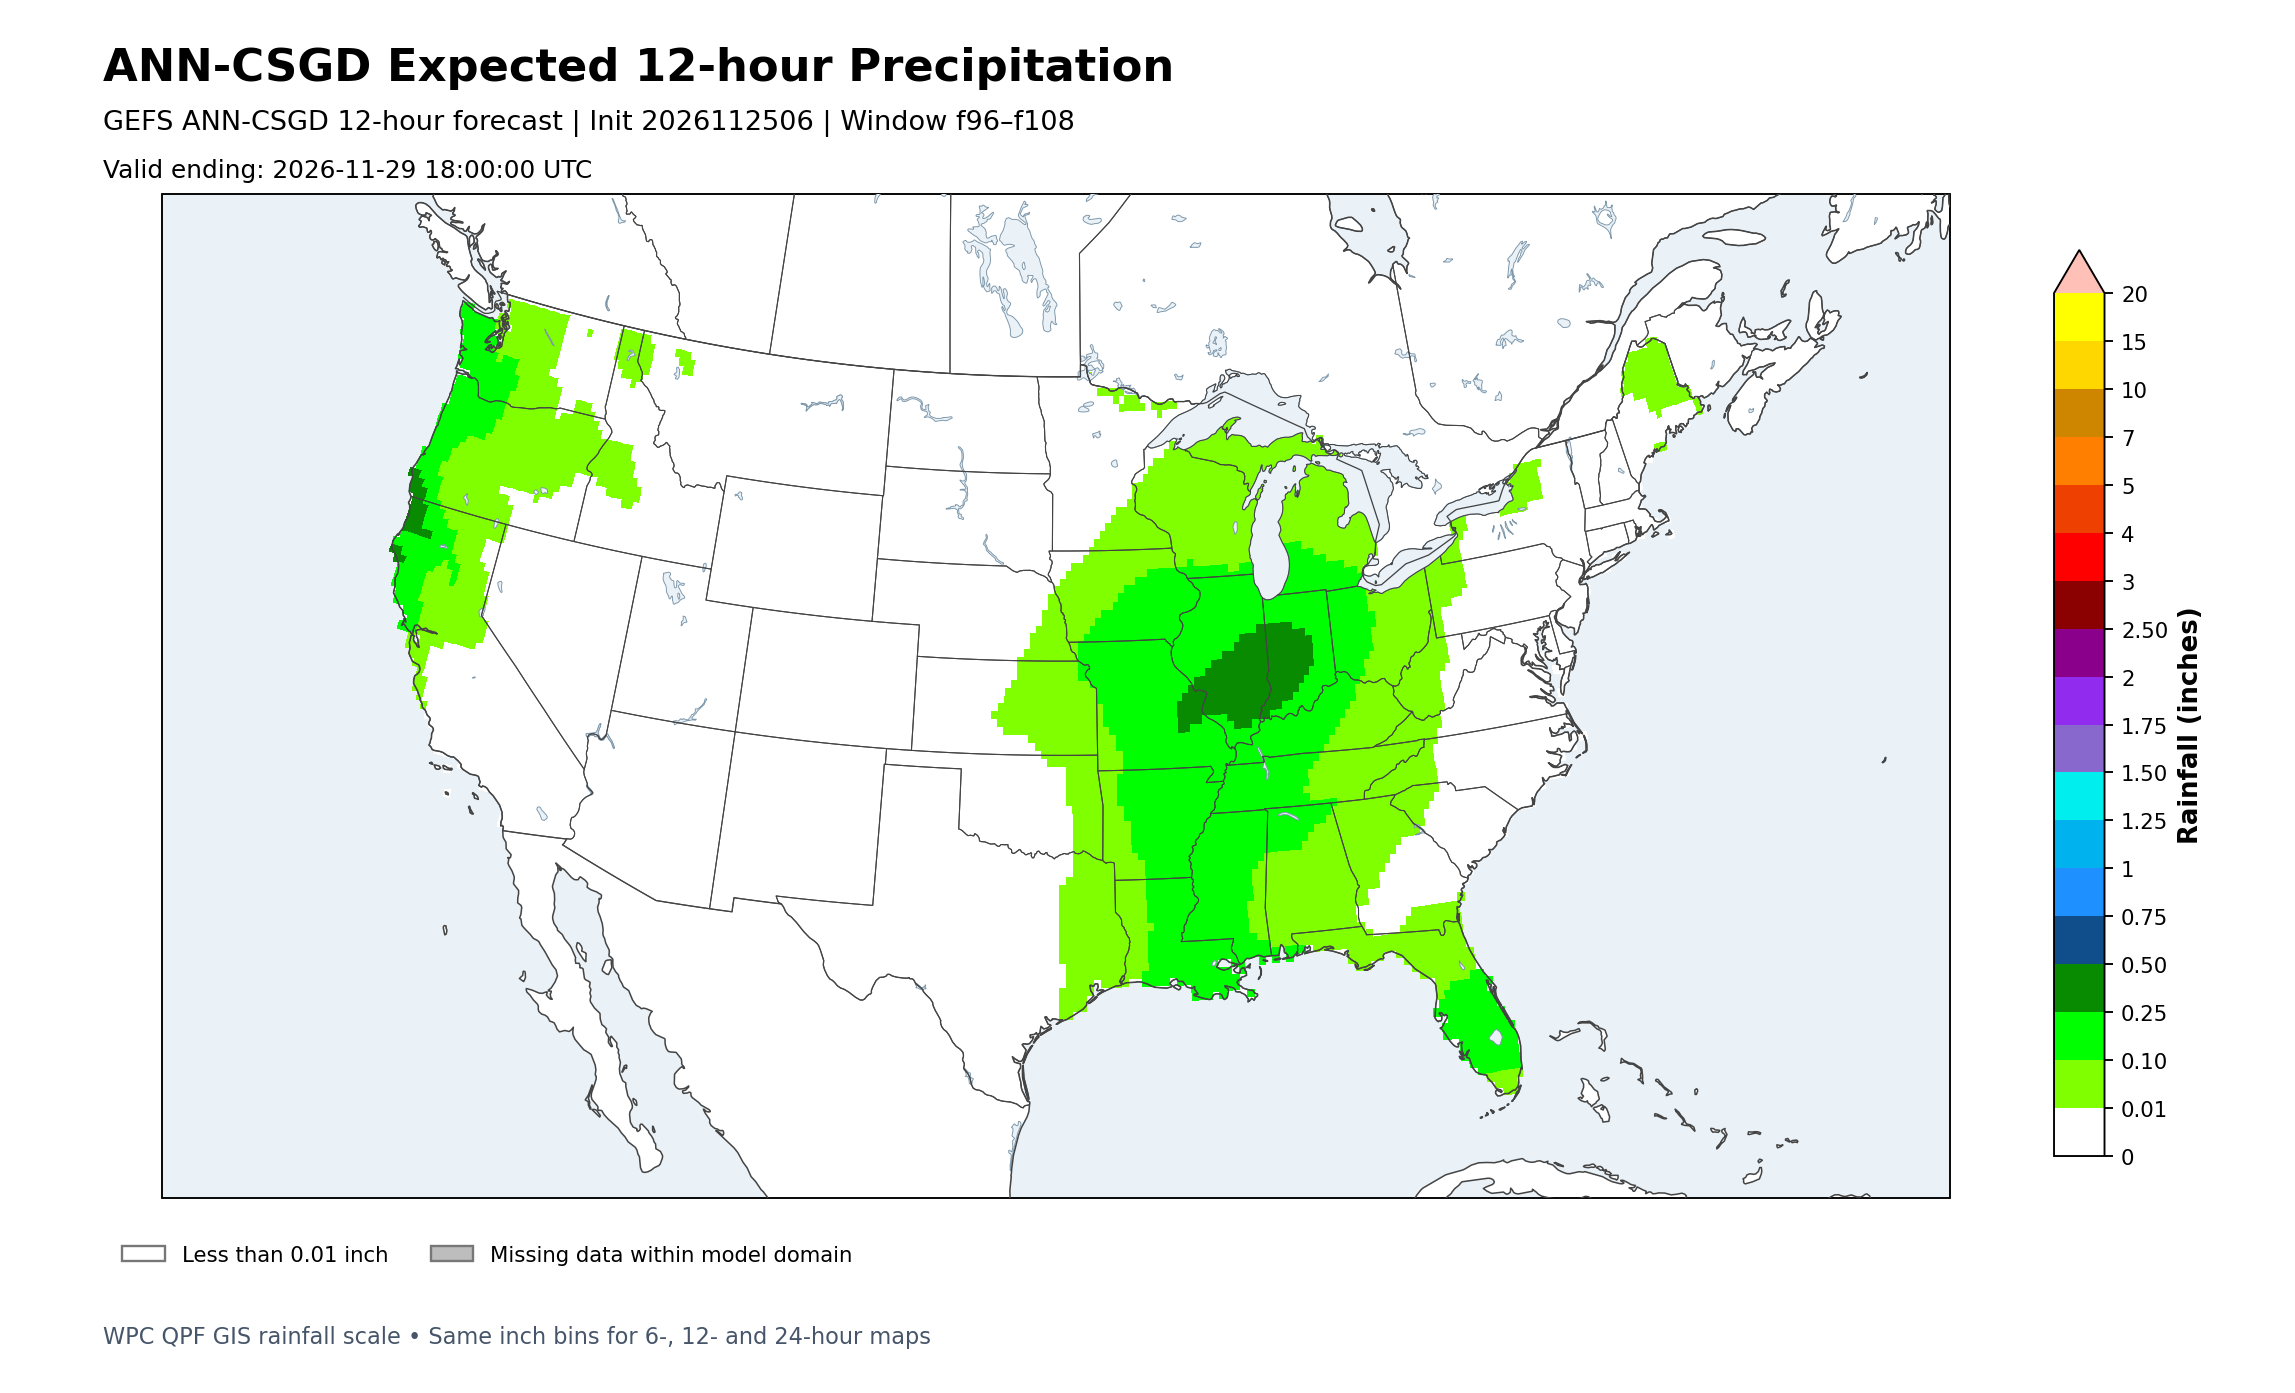 ANN-CSGD Expected 12-hour Precipitation
GEFS ANN-CSGD 12-hour forecast | Init 2026112506 | Window f96–f108
Valid ending: 2026-11-29 18:00:00 UTC
20
15
10
7
5
4
3
2.50
2
1.75
1.50
1.25
1
0.75
0.50
0.25
0.10
0.01
0
Rainfall (inches)
Less than 0.01 inch
Missing data within model domain
WPC QPF GIS rainfall scale • Same inch bins for 6-, 12- and 24-hour maps